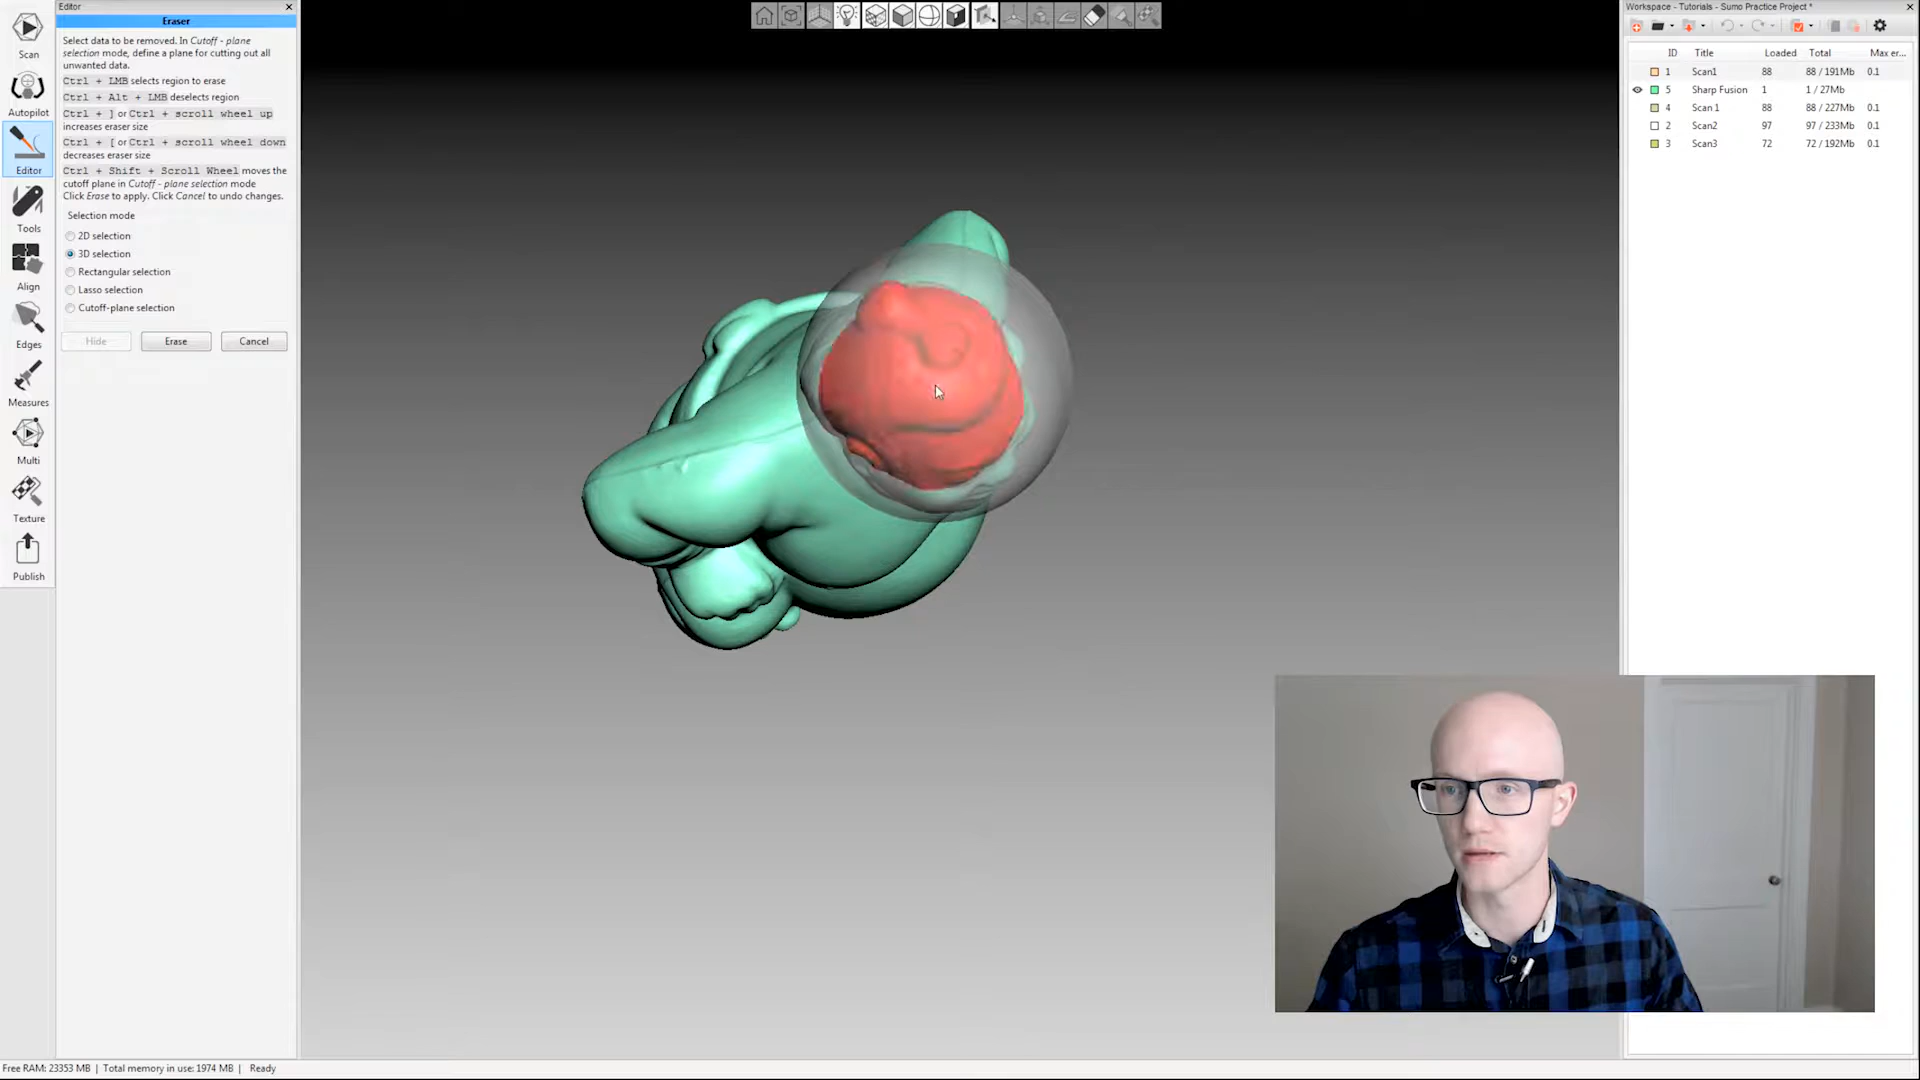 Editor
Eraser
Select data to be removed. In Cutoff - plane
selection mode, define a plane for cutting out all
unwanted data.
Ctrl + LMB selects region to erase
Ctrl + Alt + LMB deselects region
Ctrl + ] or Ctrl + scroll wheel up
increases eraser size
Ctrl + [ or Ctrl + scroll wheel down
decreases eraser size
Ctrl + Shift + Scroll Wheel moves the
cutoff plane in Cutoff - plane selection mode
Click Erase to apply. Click Cancel to undo changes.
Selection mode
2D selection
3D selection
Rectangular selection
Lasso selection
Cutoff-plane selection
Hide Erase Cancel
Scan
Autopilot
Editor
Tools
Align
Edges
Measures
Multi
Texture
Publish
Workspace - Tutorials - Sumo Practice Project *
ID Title Loaded Total Max er...
1 Scan1 88 88 / 191Mb 0.1
5 Sharp Fusion 1 1 / 27Mb
4 Scan 1 88 88 / 227Mb 0.1
2 Scan2 97 97 / 233Mb 0.1
3 Scan3 72 72 / 192Mb 0.1
Free RAM: 23353 MB | Total memory in use: 1974 MB | Ready